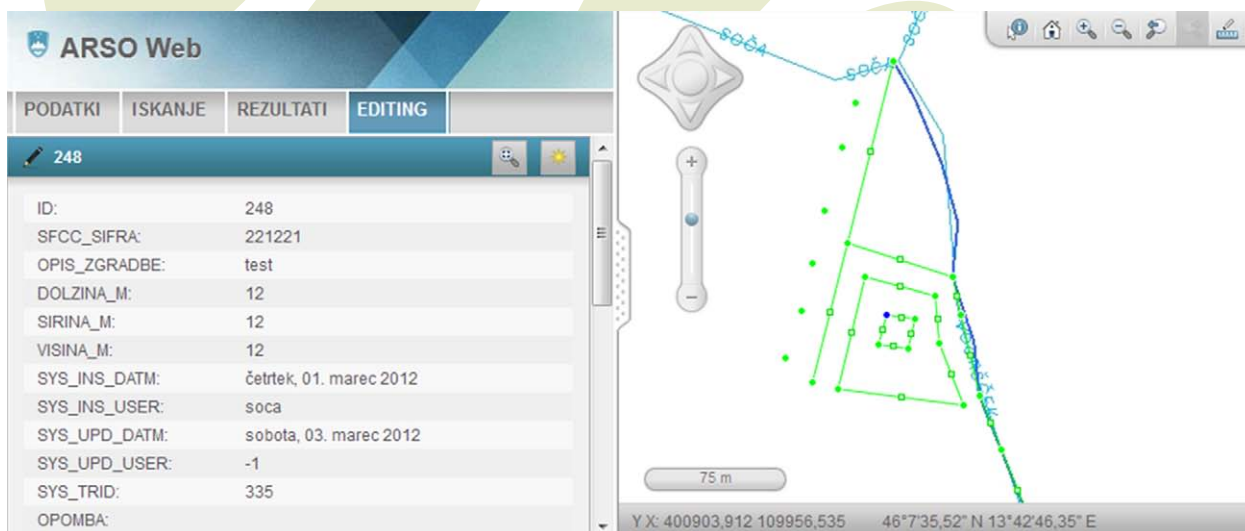 ARSO Web
PODATKI ISKANJE REZULTATI EDITING
248
ID: 248
SFCC_SIFRA: 221221
OPIS_ZGRADBE: test
DOLZINA_M: 12
SIRINA_M: 12
VISINA_M: 12
SYS_INS_DATM: četrtek, 01. marec 2012
SYS_INS_USER: soca
SYS_UPD_DATM: sobota, 03. marec 2012
SYS_UPD_USER: -1
SYS_TRID: 335
OPOMBA:
SOČA
SOČA
75 m
Y X: 400903,912 109956,535 46°7'35,52" N 13°42'46,35" E